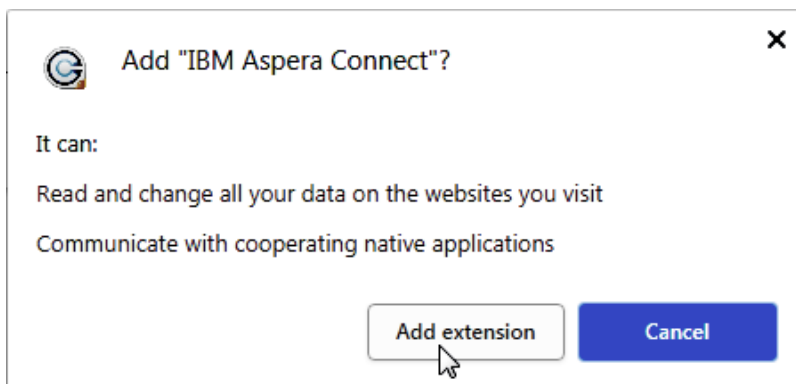 Add "IBM Aspera Connect"?
It can:
Read and change all your data on the websites you visit
Communicate with cooperating native applications
Add extension
Cancel